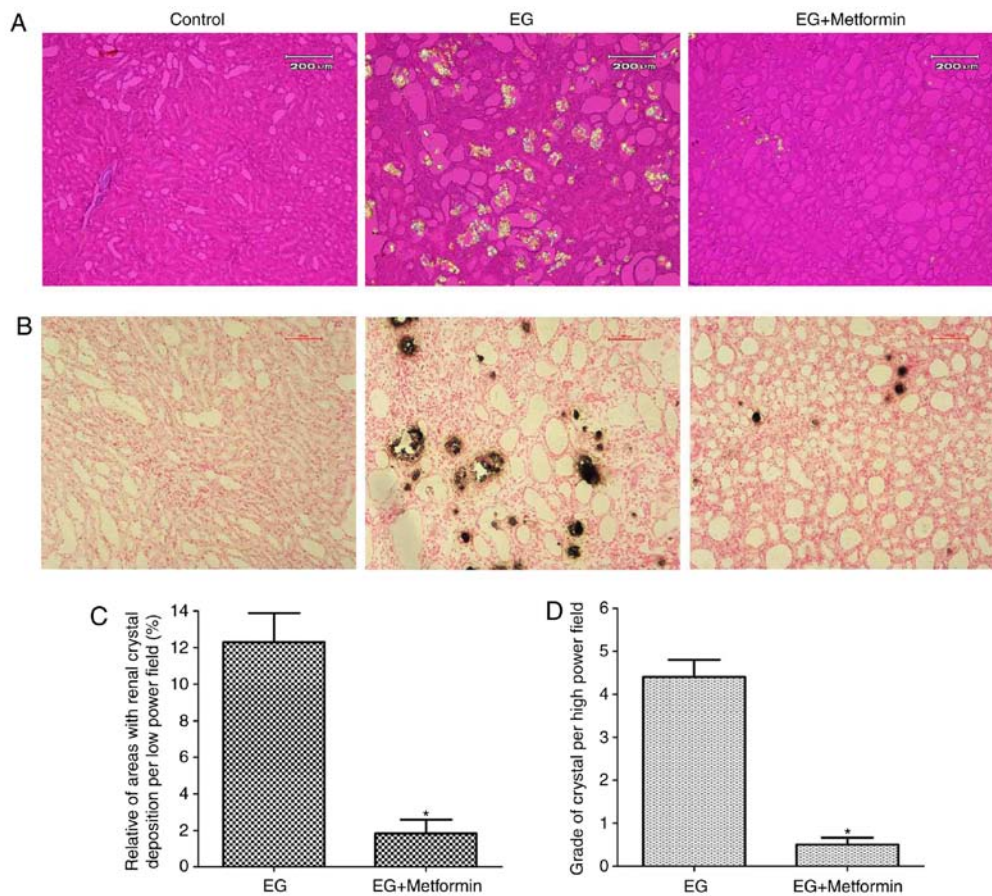 A
Control
EG
EG+Metformin
200 µm
200 µm
200 µm
B
C
Relative of areas with renal crystal
deposition per low power field (%)
14
12
10
8
6
4
2
0
*
EG
EG+Metformin
D
Grade of crystal per high power field
6
5
4
3
2
1
0
*
EG
EG+Metformin